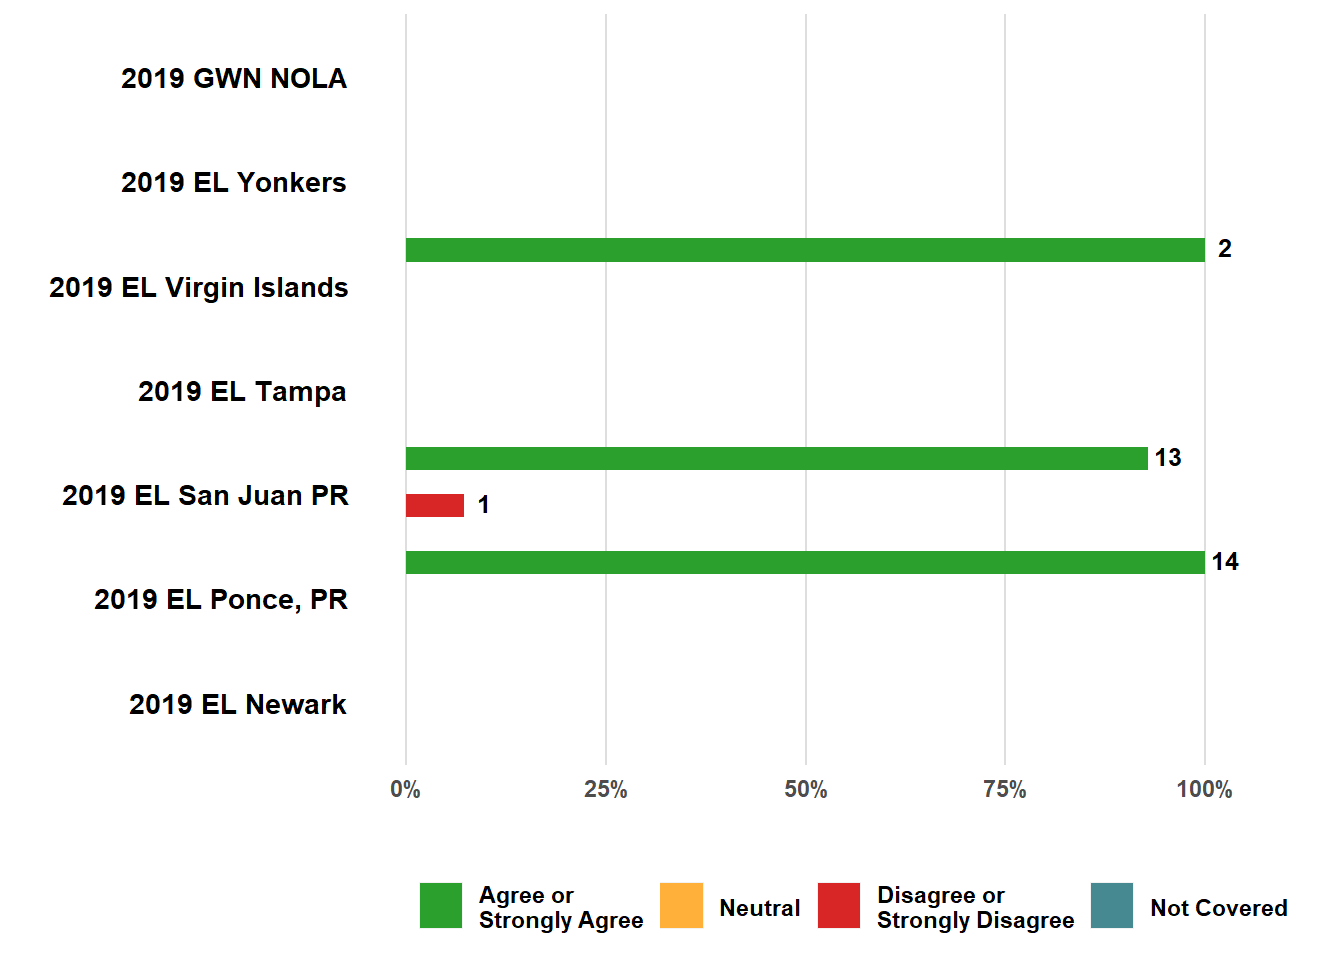 2019 GWN NOLA
2019 EL Yonkers
2
2019 EL Virgin Islands
2019 EL Tampa
13
2019 EL San Juan PR
1
14
2019 EL Ponce, PR
2019 EL Newark
0% 25% 50% 75% 100%
Agree or
Strongly Agree
Neutral
Disagree or
Strongly Disagree
Not Covered